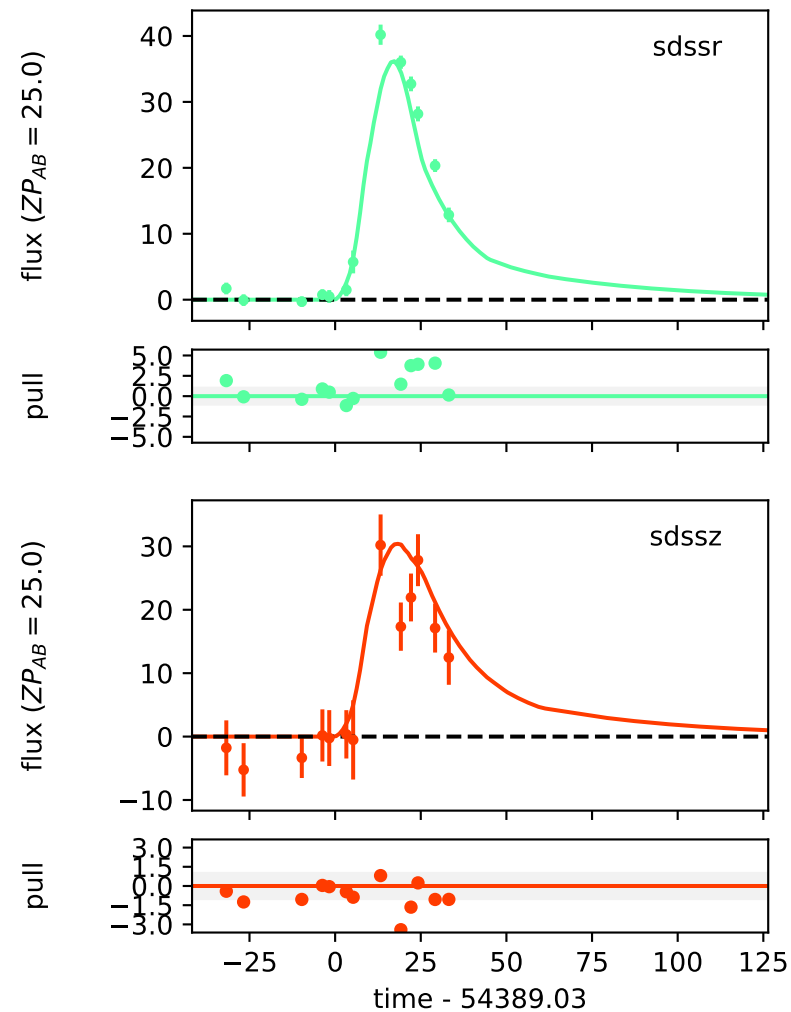 sdssr
flux (ZP_AB = 25.0)
40
30
20
10
0
pull
5.0
2.5
0.0
−2.5
−5.0
sdssz
flux (ZP_AB = 25.0)
30
20
10
0
−10
pull
3.0
1.5
0.0
−1.5
−3.0
−25 0 25 50 75 100 125
time - 54389.03